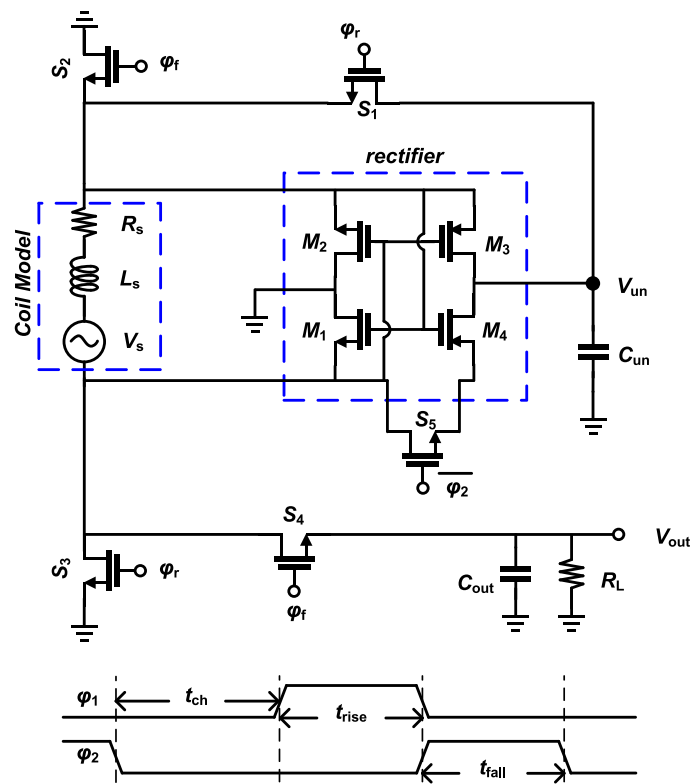 S2
φf
φr
S1
rectifier
Coil Model
Rs
Ls
Vs
M2
M3
M1
M4
Vun
Cun
S5
φ2
S4
Vout
S3
φr
φf
Cout
RL
φ1
tch
trise
φ2
tfall